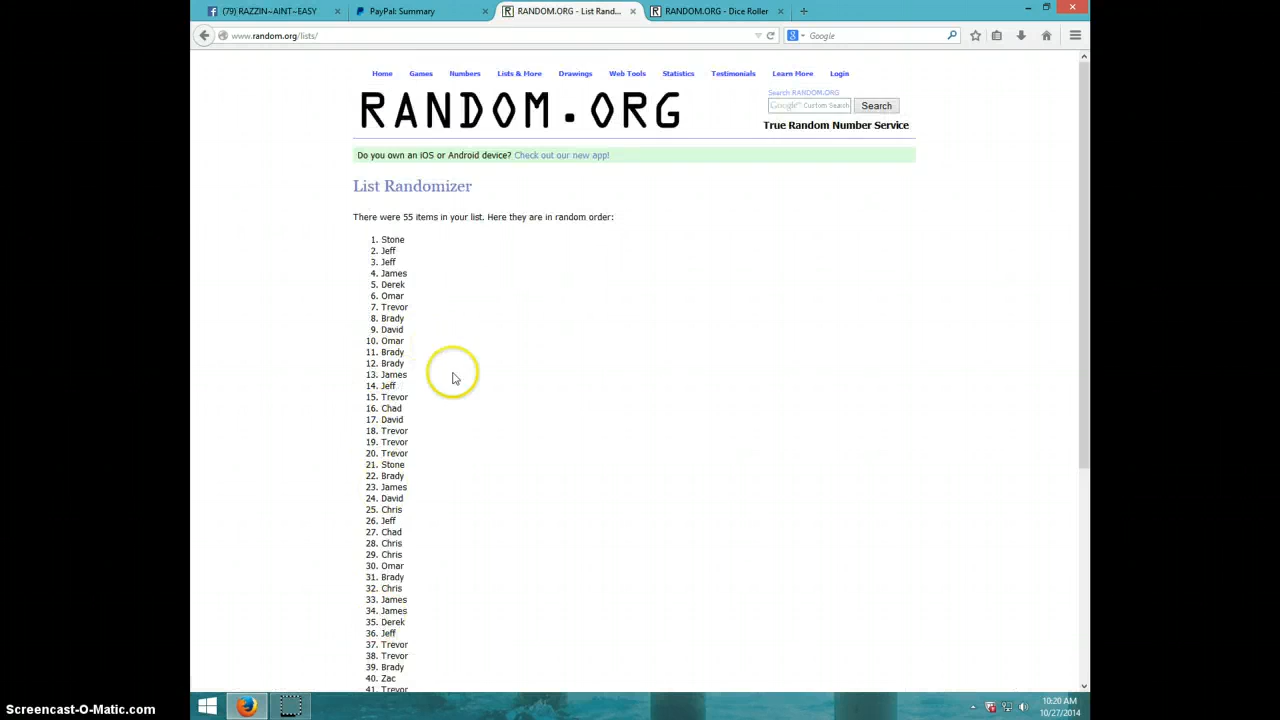 (79) RAZZIN~AINT~EASY
PayPal: Summary
RANDOM.ORG - List Rand...
RANDOM.ORG - Dice Roller
www.random.org/lists/
Google
Home Games Numbers Lists & More Drawings Web Tools Statistics Testimonials Learn More Login
RANDOM.ORG
Search RANDOM.ORG
Google™ Custom Search
Search
True Random Number Service
Do you own an iOS or Android device? Check out our new app!
List Randomizer
There were 55 items in your list. Here they are in random order:
1. Stone
2. Jeff
3. Jeff
4. James
5. Derek
6. Omar
7. Trevor
8. Brady
9. David
10. Omar
11. Brady
12. Brady
13. James
14. Jeff
15. Trevor
16. Chad
17. David
18. Trevor
19. Trevor
20. Trevor
21. Stone
22. Brady
23. James
24. David
25. Chris
26. Jeff
27. Chad
28. Chris
29. Chris
30. Omar
31. Brady
32. Chris
33. James
34. James
35. Derek
36. Jeff
37. Trevor
38. Trevor
39. Brady
40. Zac
41. Trevor
10:20 AM
10/27/2014
Screencast-O-Matic.com